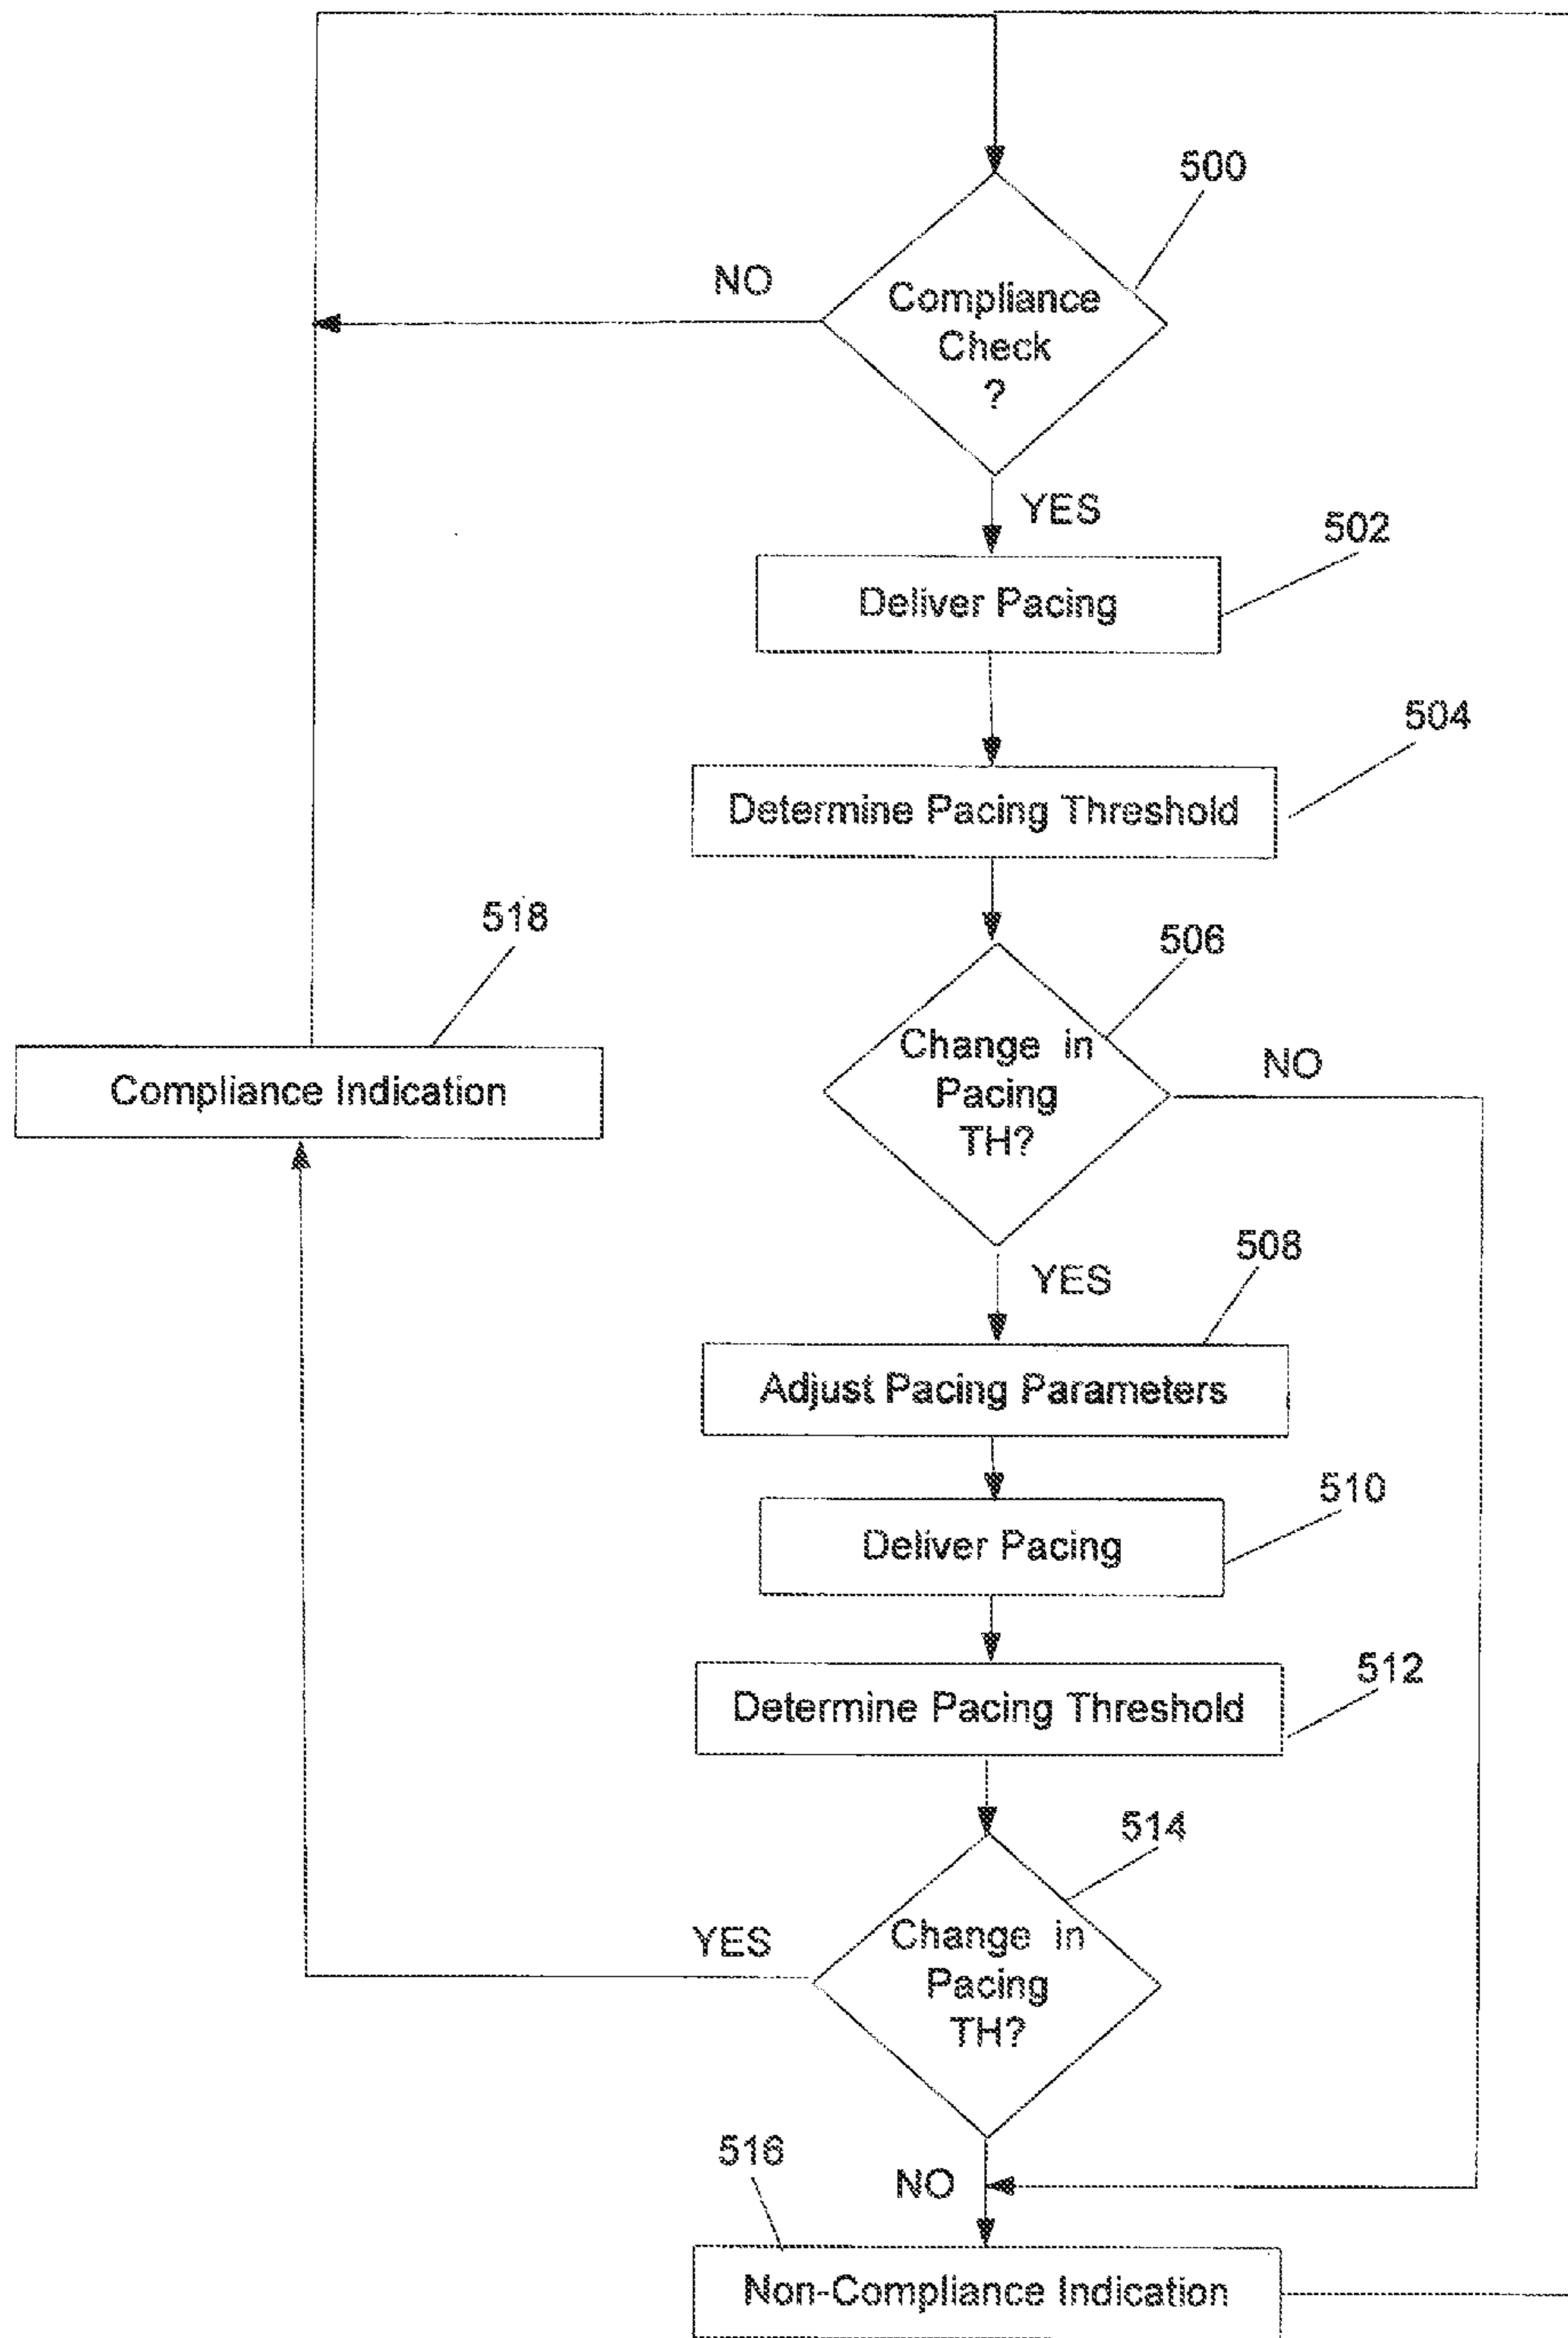 500
NO
Compliance
Check
?
YES
502
Deliver Pacing
504
Determine Pacing Threshold
518
506
Change in
Pacing
TH?
NO
Compliance Indication
508
YES
Adjust Pacing Parameters
510
Deliver Pacing
512
Determine Pacing Threshold
514
YES
Change in
Pacing
TH?
516
NO
Non-Compliance Indication